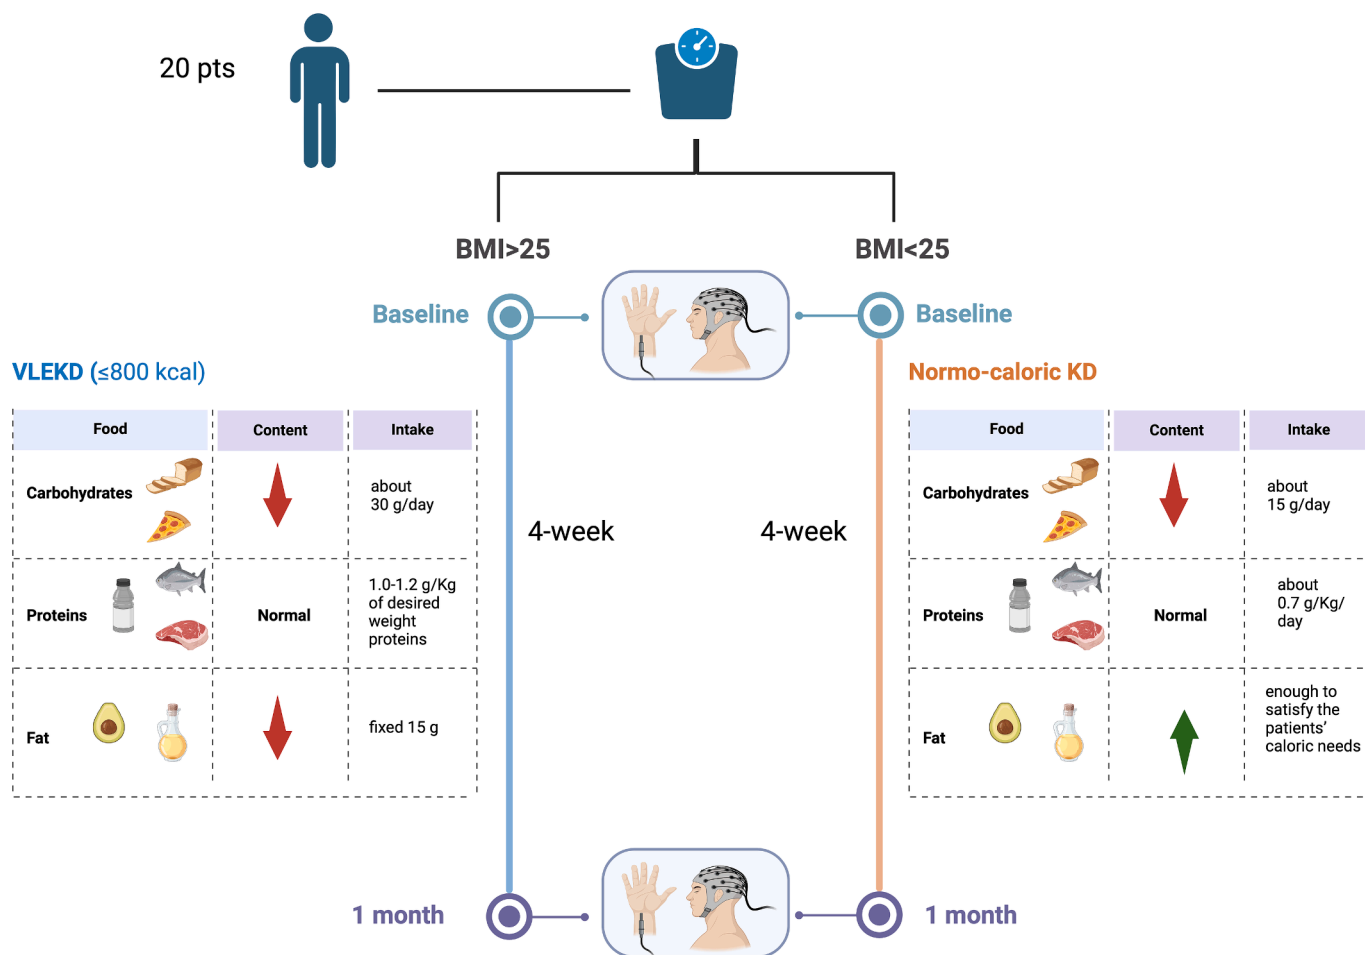 20 pts
BMI>25
BMI<25
Baseline
Baseline
VLEKD (≤800 kcal)
Food
Content
Intake
Carbohydrates
about
30 g/day
Proteins
Normal
1.0-1.2 g/Kg
of desired
weight
proteins
Fat
fixed 15 g
4-week
4-week
Normo-caloric KD
Food
Content
Intake
Carbohydrates
about
15 g/day
Proteins
Normal
about
0.7 g/Kg/
day
Fat
enough to
satisfy the
patients’
caloric needs
1 month
1 month